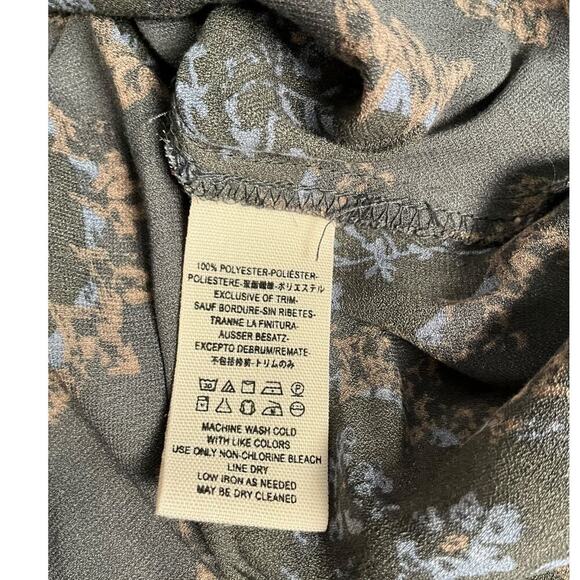 100% POLYESTER-POLIÉSTER-
POLIESTERE-聚酯纖維-ポリエステル
EXCLUSIVE OF TRIM-
SAUF BORDURE-SIN RIBETES-
TRANNE LA FINITURA-
AUSSER BESATZ-
EXCEPTO DEBRUM/REMATE
不包括修飾-トリムのみ
MACHINE WASH COLD
WITH LIKE COLORS
USE ONLY NON-CHLORINE BLEACH
LINE DRY
LOW IRON AS NEEDED
MAY BE DRY CLEANED